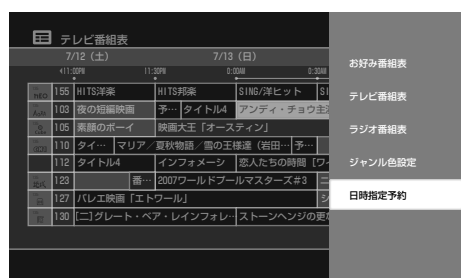 テレビ番組表
7/12（土） 7/13（日）
11:00PM 11:30PM 0:00AM 0:30AM
155 HITS洋楽 HITS邦楽 SING/洋ヒット SI
103 夜の短編映画 予… タイトル4 アンディ・チョウ主演
105 素顔のボーイ 映画大王「オースティン」
110 タイ… マリア／夏秋物語／雪の王様達（岩田… 予…
112 タイトル4 インフォメーシ 恋人たちの時間「ワー
123 番… 2007ワールドプールマスターズ#3 ニ
127 バレエ映画「エトワール」 シ
130 [二]グレート・ベア・レインフォレ… ストーンヘンジの更な
お好み番組表
テレビ番組表
ラジオ番組表
ジャンル色設定
日時指定予約